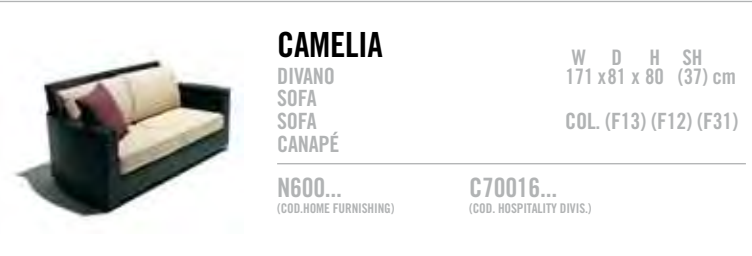 CAMELIA
DIVANO
SOFA
SOFA
CANAPÉ
W D H SH
171 x81 x 80 (37) cm
COL. (F13) (F12) (F31)
N600...
(COD.HOME FURNISHING)
C70016...
(COD. HOSPITALITY DIVIS.)